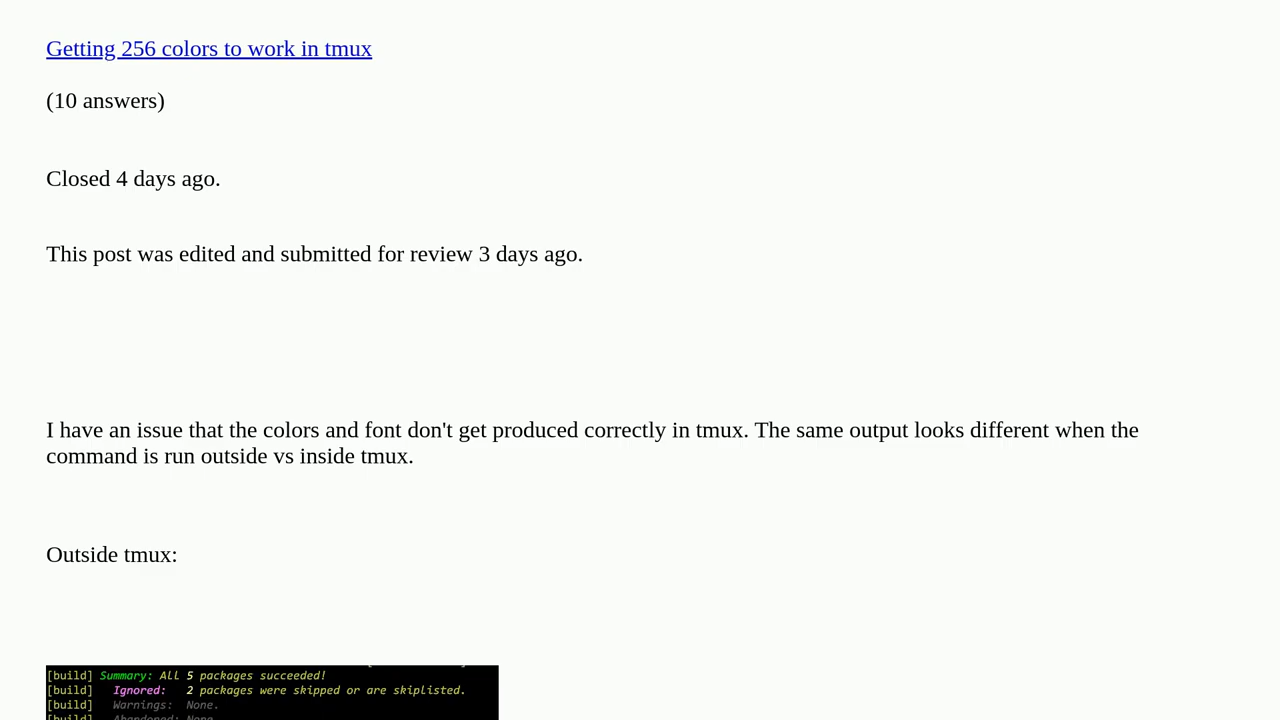 Getting 256 colors to work in tmux
(10 answers)
Closed 4 days ago.
This post was edited and submitted for review 3 days ago.
I have an issue that the colors and font don't get produced correctly in tmux. The same output looks different when the
command is run outside vs inside tmux.
Outside tmux:
[build] Summary: All 5 packages succeeded!
[build]   Ignored:   2 packages were skipped or are skiplisted.
[build]   Warnings:  None.
[build]   Abandoned: None